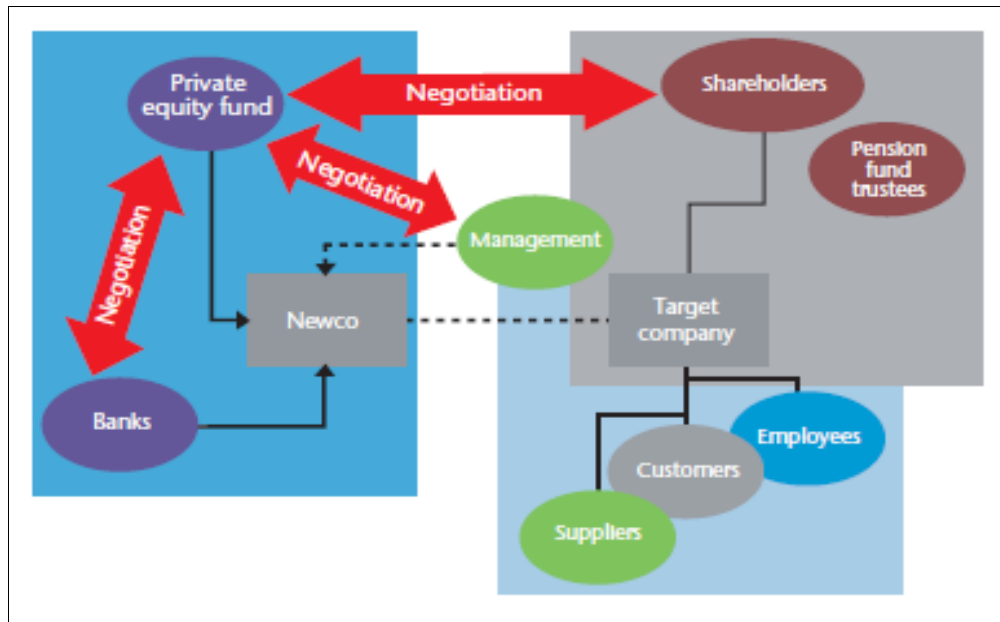 Private
equity fund
Negotiation
Shareholders
Pension
fund
trustees
Negotiation
Management
Negotiation
Newco
Target
company
Banks
Employees
Customers
Suppliers